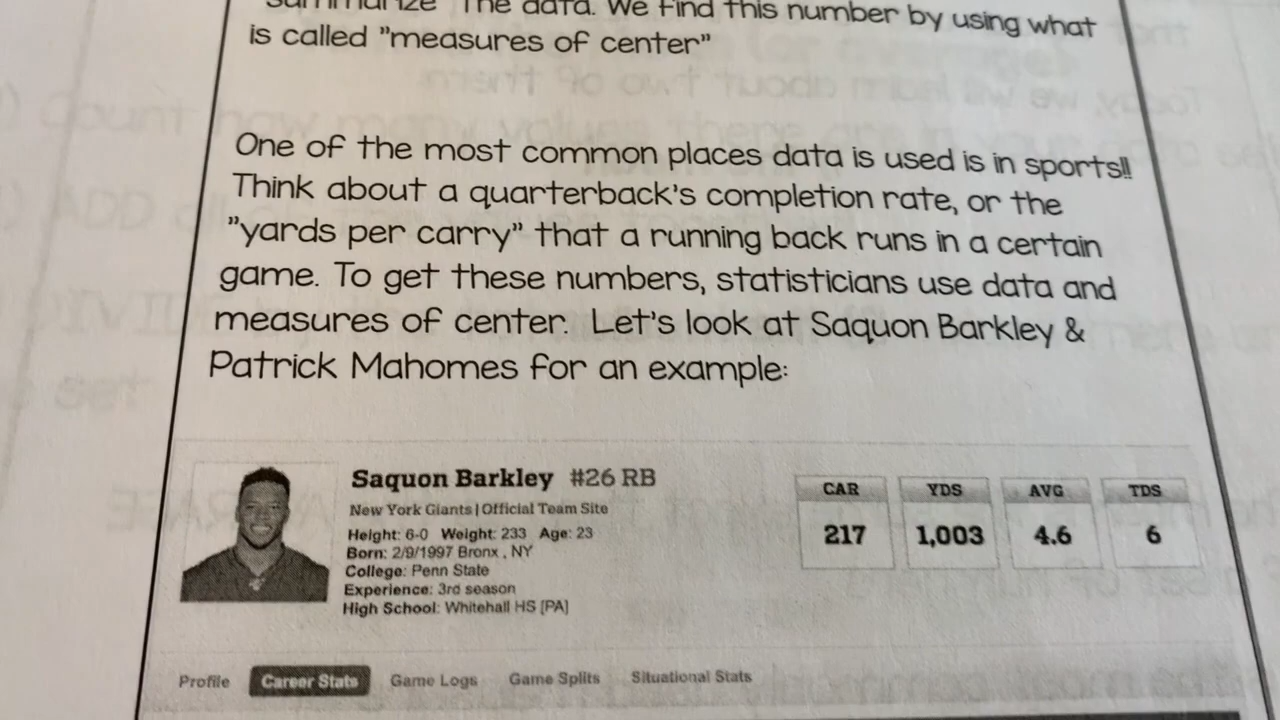 summarize" the data. We find this number by using what
is called "measures of center"
One of the most common places data is used is in sports!!
Think about a quarterback's completion rate, or the
"yards per carry" that a running back runs in a certain
game. To get these numbers, statisticians use data and
measures of center. Let's look at Saquon Barkley &
Patrick Mahomes for an example:
Saquon Barkley #26 RB
New York Giants | Official Team Site
Height: 6-0 Weight: 233 Age: 23
Born: 2/9/1997 Bronx , NY
College: Penn State
Experience: 3rd season
High School: Whitehall HS [PA]
CAR YDS AVG TDS
217 1,003 4.6 6
Profile Career Stats Game Logs Game Splits Situational Stats